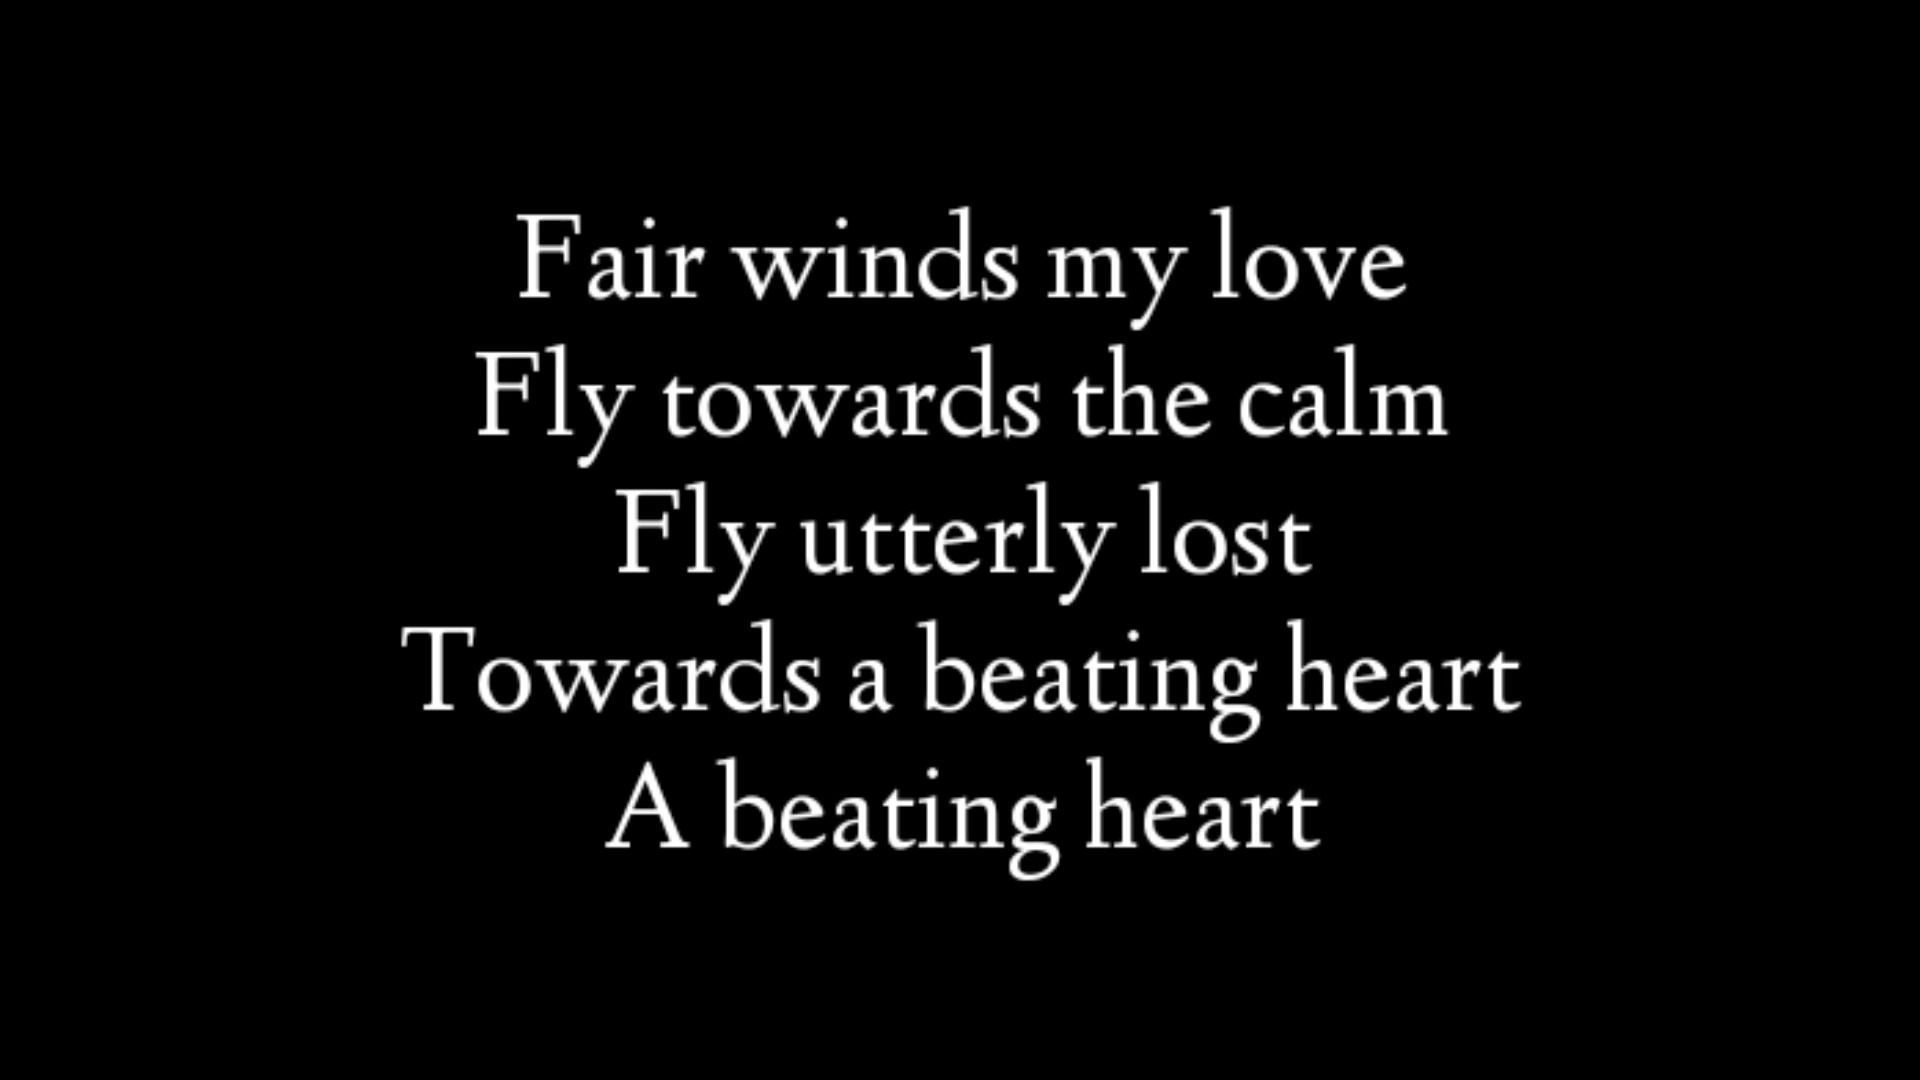 Fair winds my love
Fly towards the calm
Fly utterly lost
Towards a beating heart
A beating heart